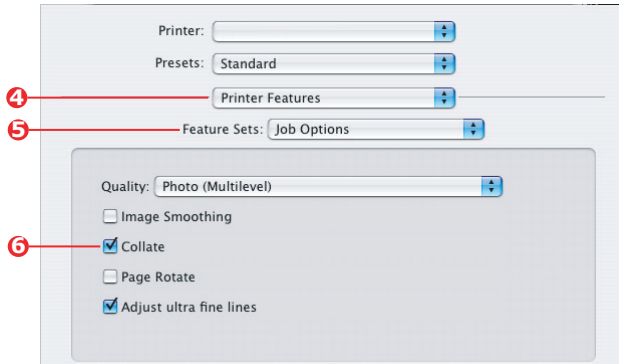 Printer:
Presets: Standard
4 Printer Features
5 Feature Sets: Job Options
Quality: Photo (Multilevel)
Image Smoothing
6 Collate
Page Rotate
Adjust ultra fine lines